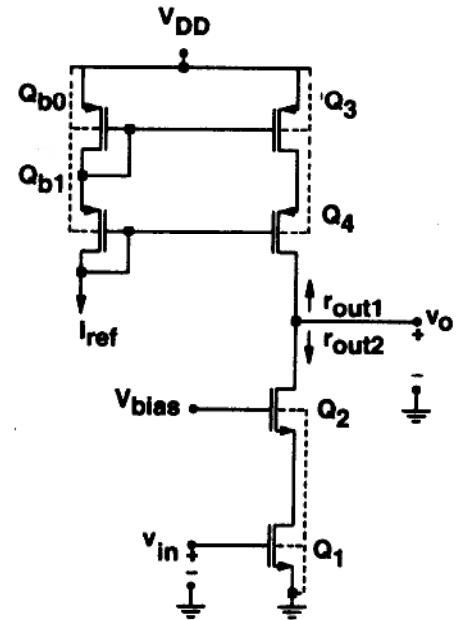 VDD
Qb0
Q3
Qb1
Q4
Iref
rout1
vo
+
rout2
−
Vbias
Q2
vin
+
−
Q1